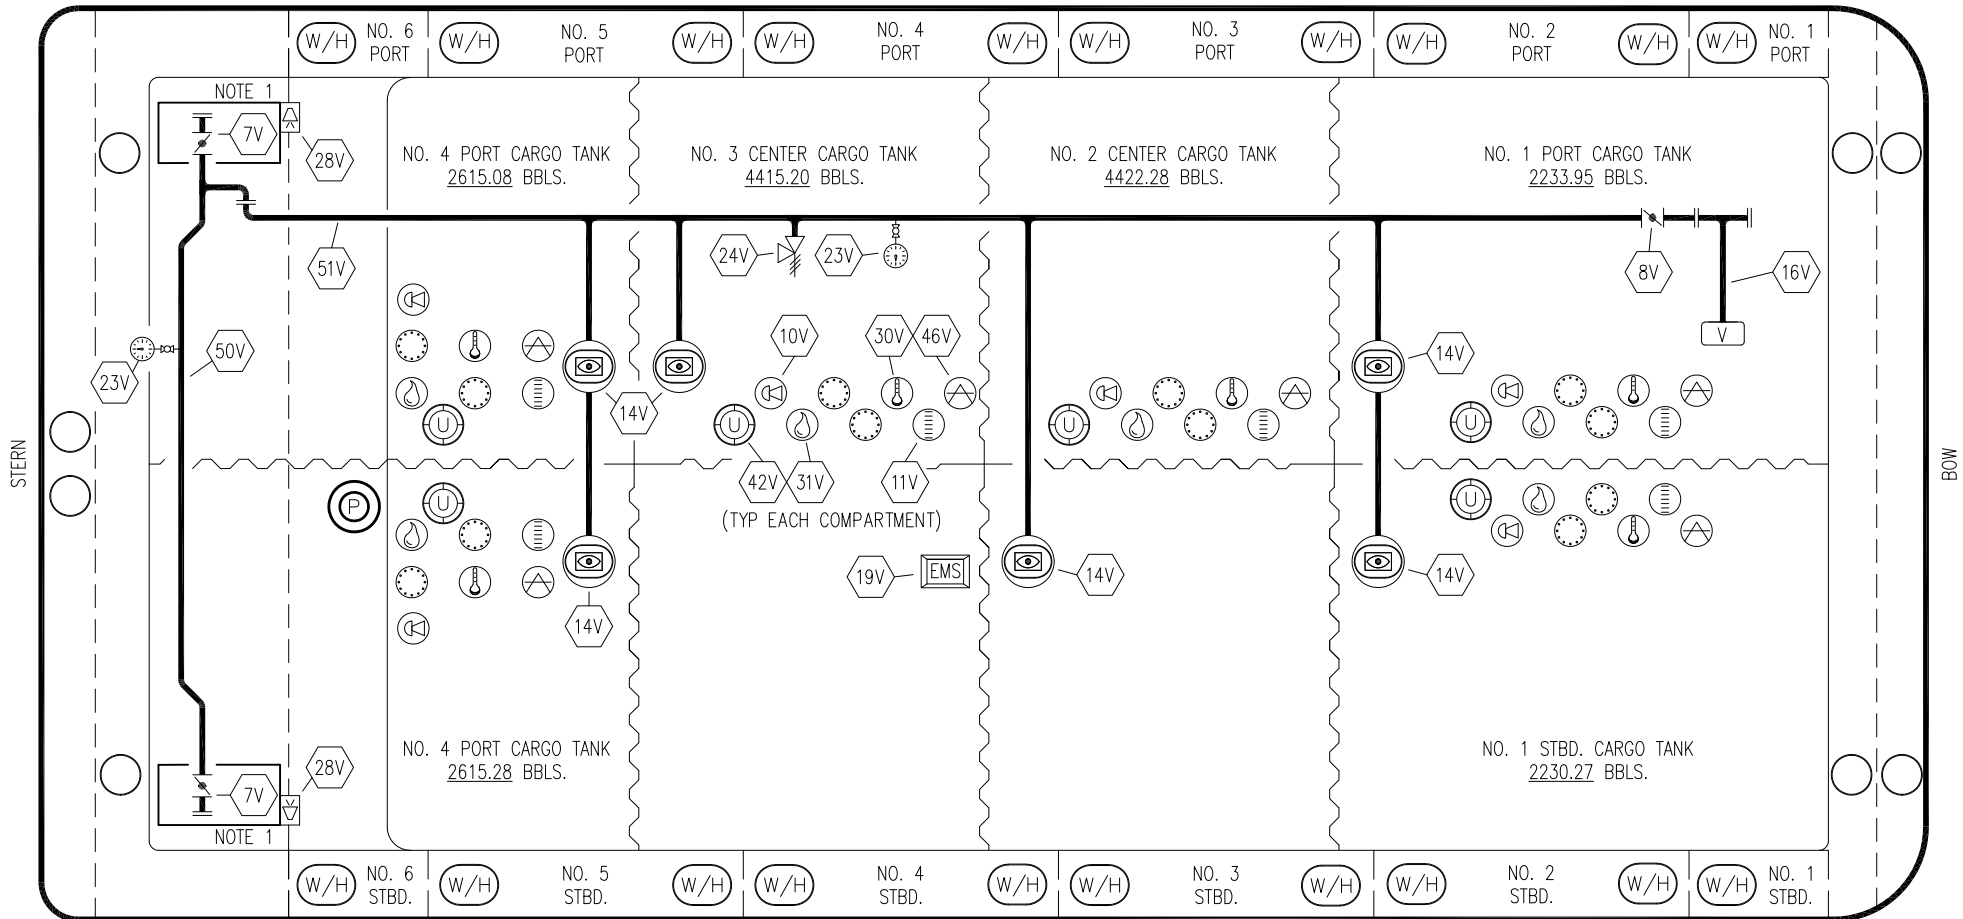 W/H NO. 6 W/H NO. 5 W/H W/H NO. 4 W/H W/H NO. 3 W/H W/H NO. 2 W/H W/H NO. 1
PORT PORT PORT PORT PORT PORT
NOTE 1
7V
28V
NO. 4 PORT CARGO TANK
2615.08 BBLS.
NO. 3 CENTER CARGO TANK
4415.20 BBLS.
NO. 2 CENTER CARGO TANK
4422.28 BBLS.
NO. 1 PORT CARGO TANK
2233.95 BBLS.
51V
24V
23V
8V
16V
V
50V
23V
10V
30V
46V
14V
14V
U
U
U
U
42V
31V
11V
(TYP EACH COMPARTMENT)
STERN
BOW
P
U
U
19V
EMS
14V
14V
14V
NO. 4 PORT CARGO TANK
2615.28 BBLS.
NO. 1 STBD. CARGO TANK
2230.27 BBLS.
28V
7V
NOTE 1
W/H NO. 6 W/H NO. 5 W/H W/H NO. 4 W/H W/H NO. 3 W/H W/H NO. 2 W/H W/H NO. 1
STBD. STBD. STBD. STBD. STBD. STBD.